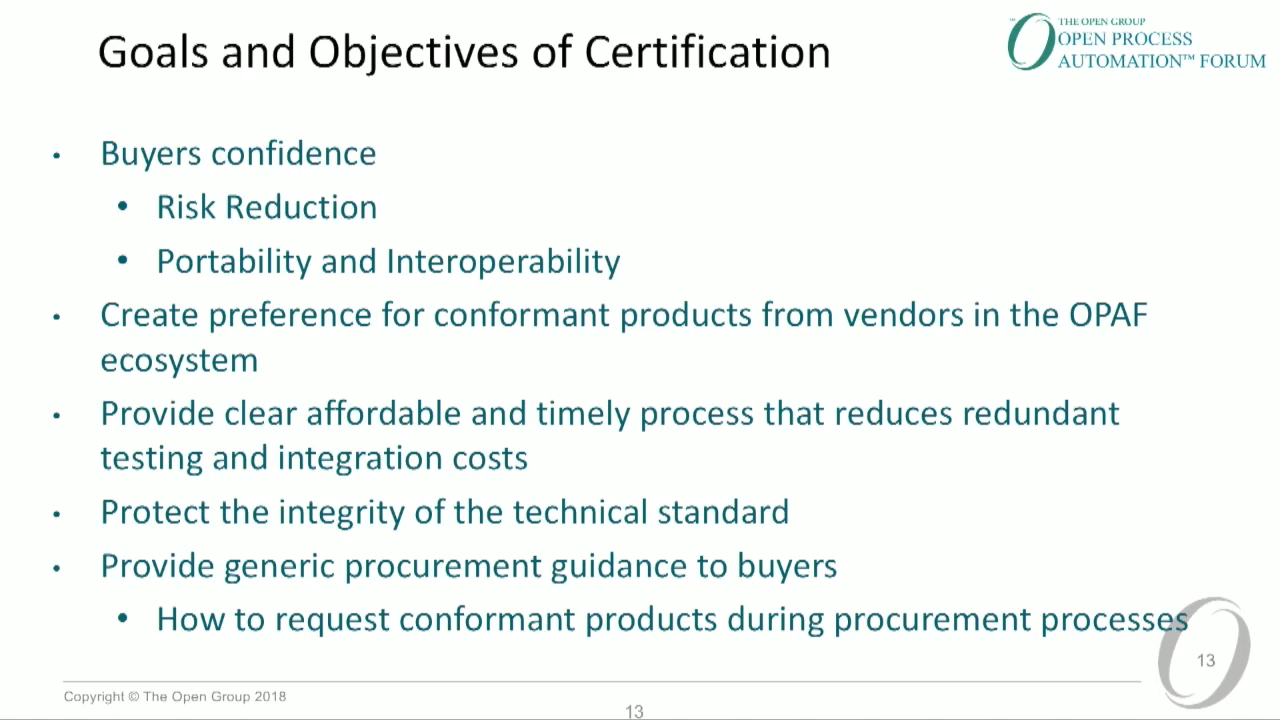 Goals and Objectives of Certification
™ THE OPEN GROUP
OPEN PROCESS
AUTOMATION™ FORUM
• Buyers confidence
• Risk Reduction
• Portability and Interoperability
• Create preference for conformant products from vendors in the OPAF
ecosystem
• Provide clear affordable and timely process that reduces redundant
testing and integration costs
• Protect the integrity of the technical standard
• Provide generic procurement guidance to buyers
• How to request conformant products during procurement processes
13
Copyright © The Open Group 2018
13